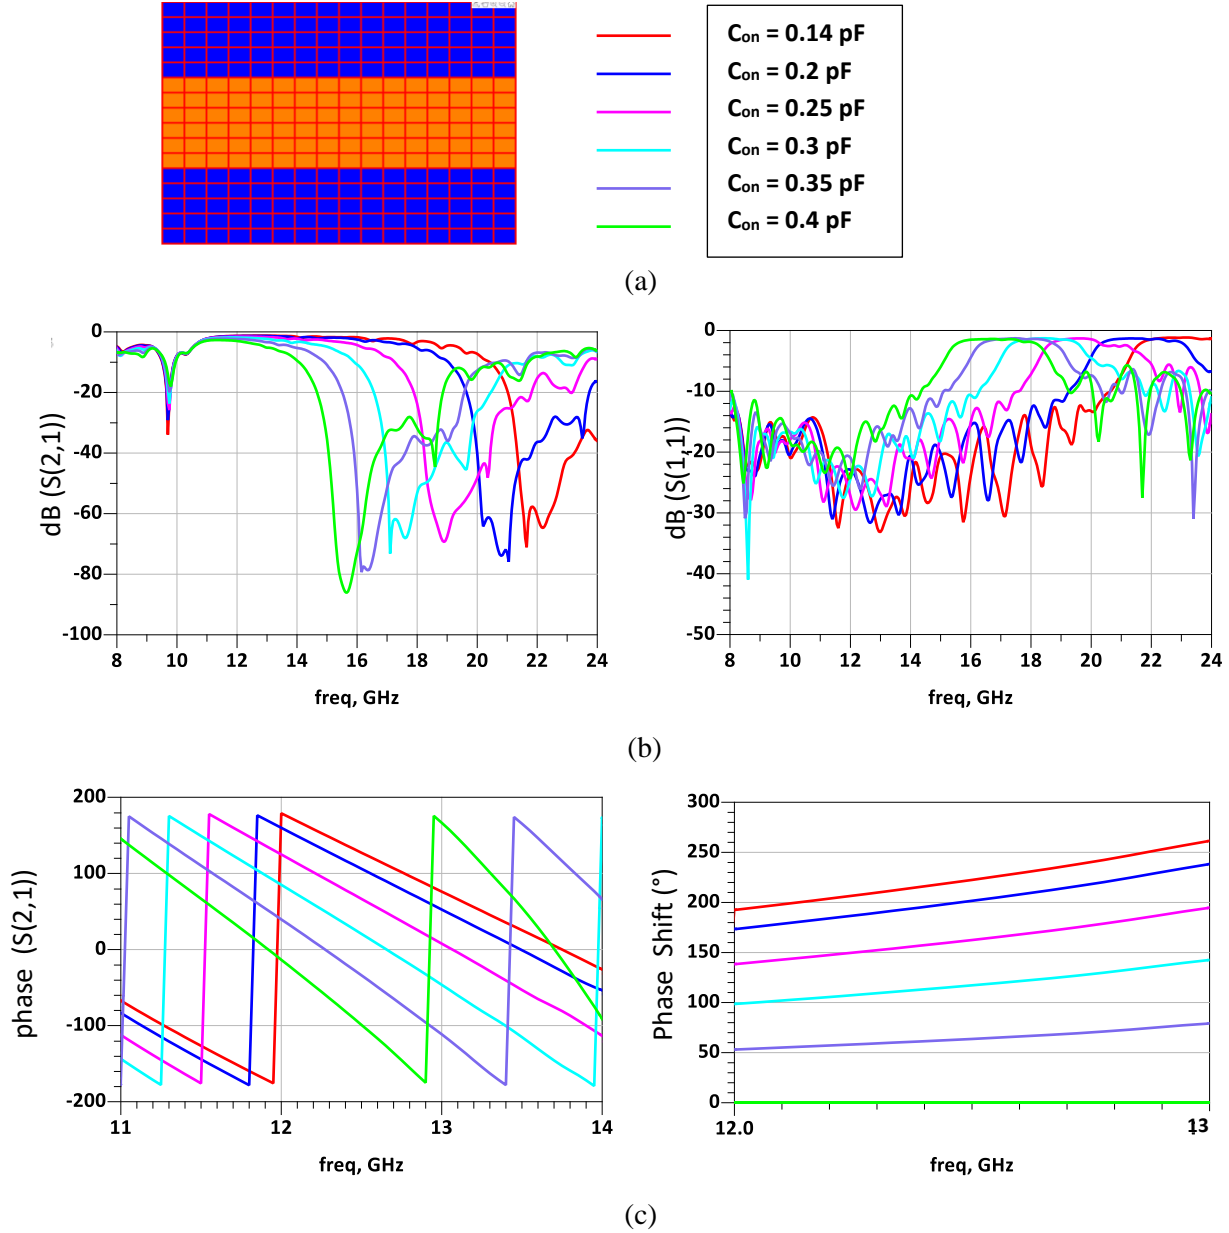 Con = 0.14 pF
Con = 0.2 pF
Con = 0.25 pF
Con = 0.3 pF
Con = 0.35 pF
Con = 0.4 pF
(a)
dB (S(2,1))
0
-20
-40
-60
-80
-100
8 10 12 14 16 18 20 22 24
freq, GHz
dB (S(1,1))
0
-10
-20
-30
-40
-50
8 10 12 14 16 18 20 22 24
freq, GHz
(b)
phase (S(2,1))
200
100
0
-100
-200
11 12 13 14
freq, GHz
Phase Shift (°)
300
250
200
150
100
50
0
12.0 13
freq, GHz
(c)